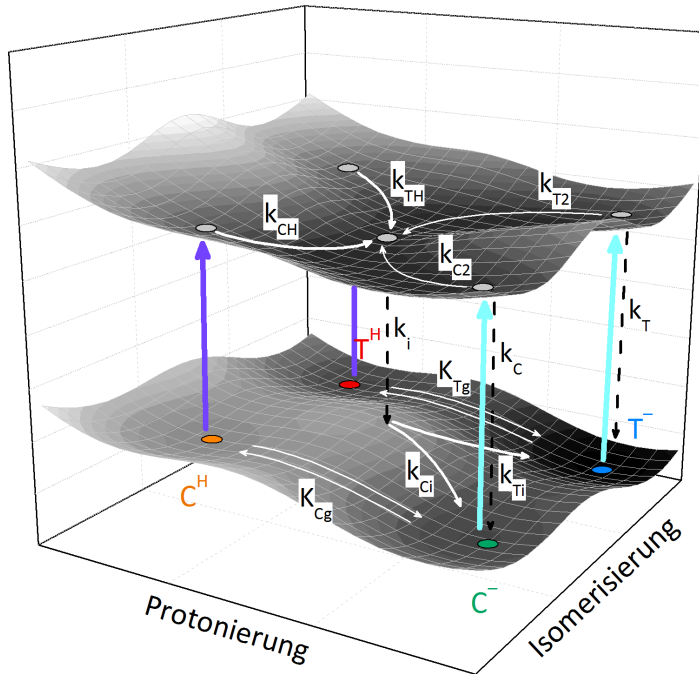 k_TH
k_T2
k_CH
k_C2
k_T
k_i
T^H
k_C
K_Tg
T^−
k_Ci
k_Ti
C^H
K_Cg
C^−
Protonierung
Isomerisierung